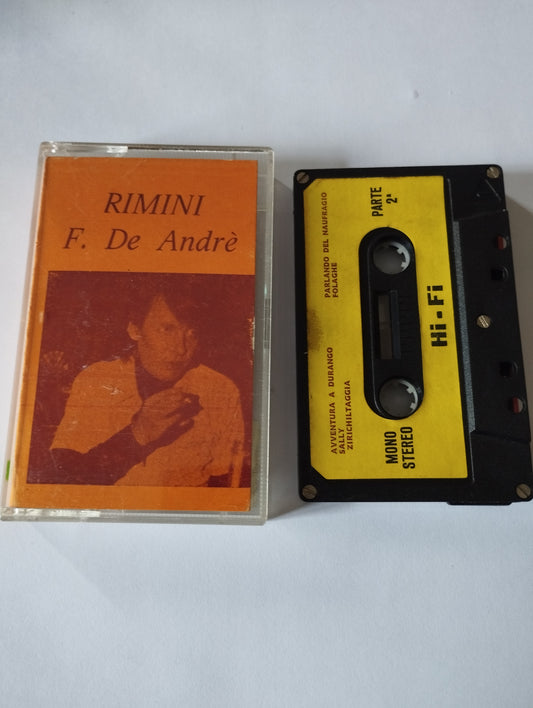 RIMINI
F. De Andrè
AVVENTURA A DURANGO
SALLY
ZIRICHILTAGGIA
PARLANDO DEL NAUFRAGIO
FOLAGHE
MONO
STEREO
PARTE
2ª
Hi-Fi